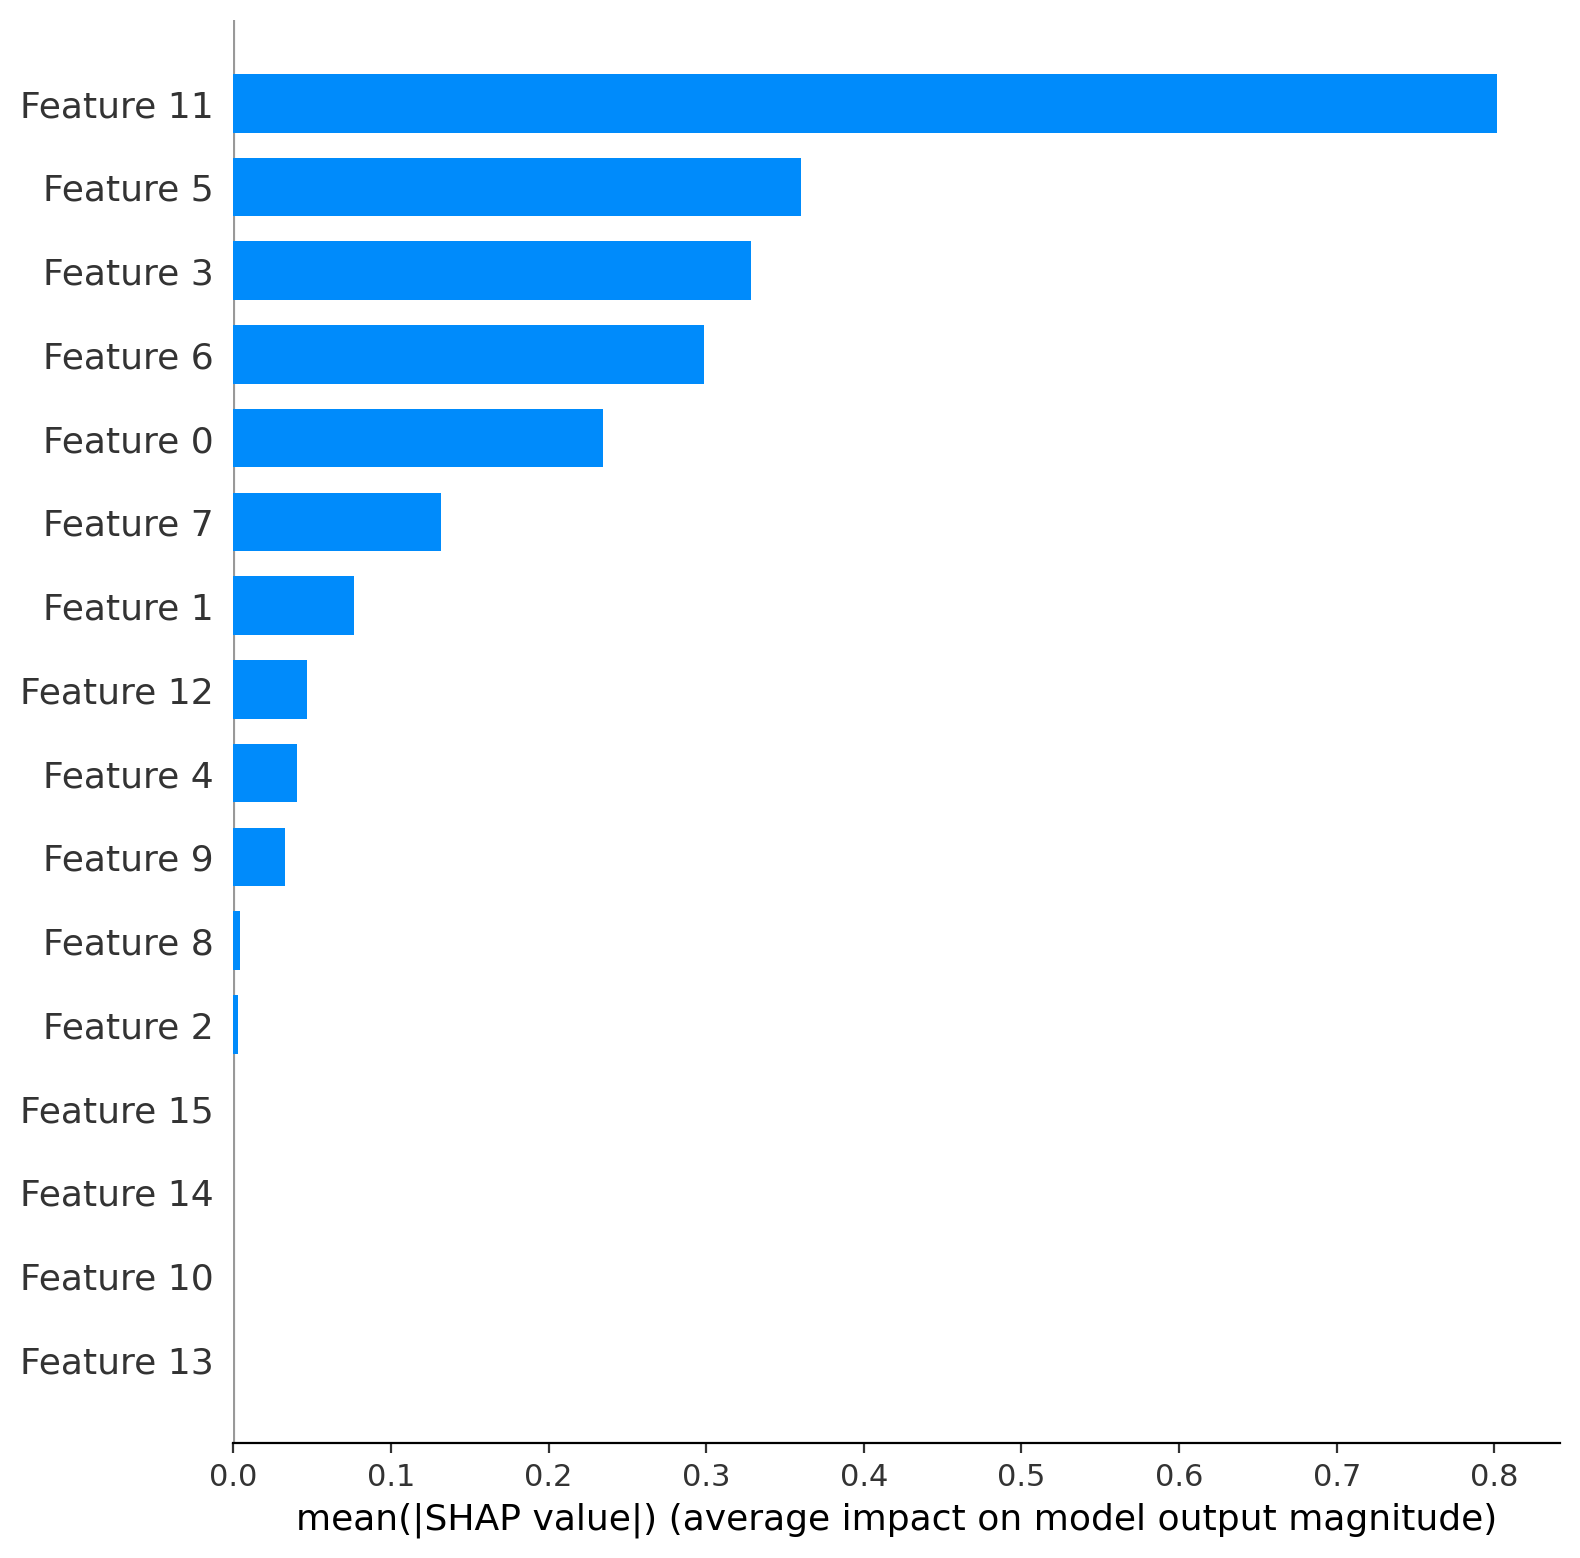 Feature 11
Feature 5
Feature 3
Feature 6
Feature 0
Feature 7
Feature 1
Feature 12
Feature 4
Feature 9
Feature 8
Feature 2
Feature 15
Feature 14
Feature 10
Feature 13
0.0 0.1 0.2 0.3 0.4 0.5 0.6 0.7 0.8
mean(|SHAP value|) (average impact on model output magnitude)